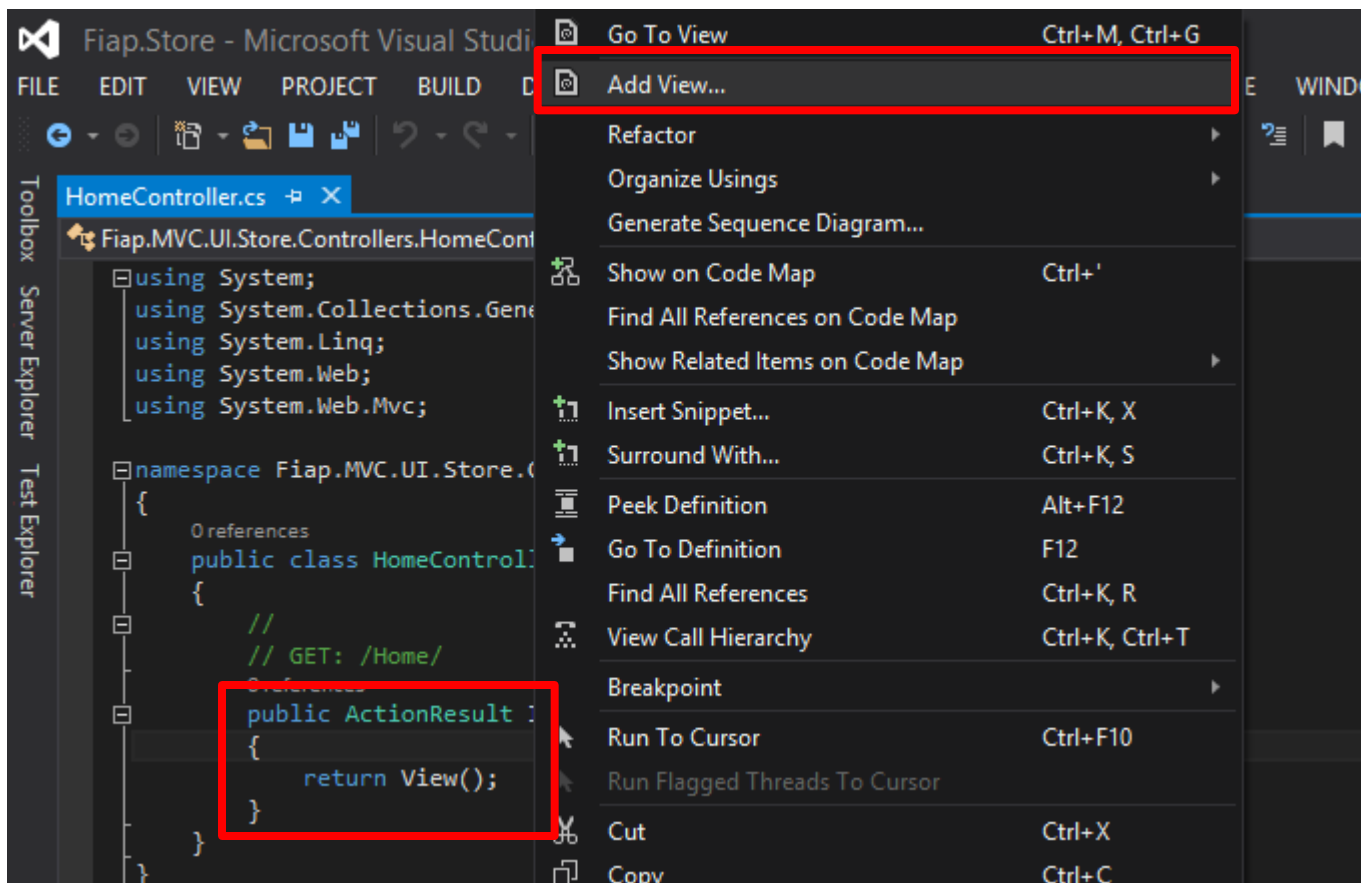 Fiap.Store - Microsoft Visual Studi
FILE EDIT VIEW PROJECT BUILD D E WINDO
HomeController.cs
Fiap.MVC.UI.Store.Controllers.HomeCont
Toolbox
Server Explorer
Test Explorer
using System;
using System.Collections.Gene
using System.Linq;
using System.Web;
using System.Web.Mvc;
namespace Fiap.MVC.UI.Store.C
{
0 references
public class HomeControll
{
//
// GET: /Home/
0 references
public ActionResult I
{
return View();
}
}
}
Go To View Ctrl+M, Ctrl+G
Add View...
Refactor
Organize Usings
Generate Sequence Diagram...
Show on Code Map Ctrl+'
Find All References on Code Map
Show Related Items on Code Map
Insert Snippet... Ctrl+K, X
Surround With... Ctrl+K, S
Peek Definition Alt+F12
Go To Definition F12
Find All References Ctrl+K, R
View Call Hierarchy Ctrl+K, Ctrl+T
Breakpoint
Run To Cursor Ctrl+F10
Run Flagged Threads To Cursor
Cut Ctrl+X
Copy Ctrl+C